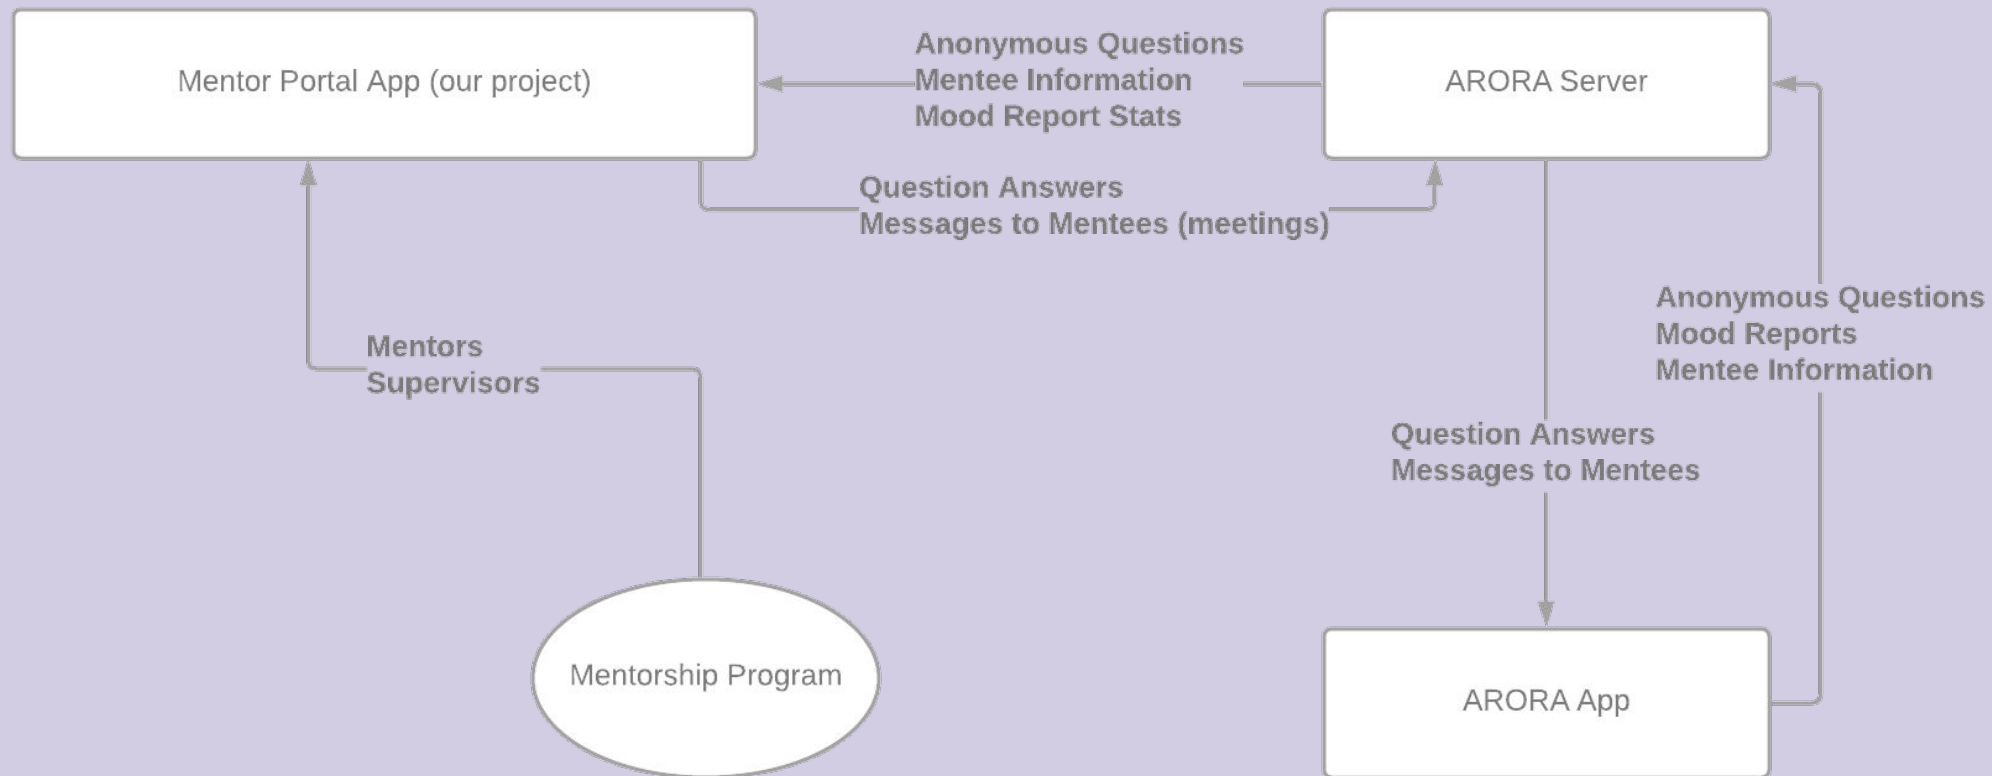 Mentor Portal App (our project)
Anonymous Questions
Mentee Information
Mood Report Stats
ARORA Server
Question Answers
Messages to Mentees (meetings)
Anonymous Questions
Mood Reports
Mentee Information
Mentors
Supervisors
Question Answers
Messages to Mentees
Mentorship Program
ARORA App